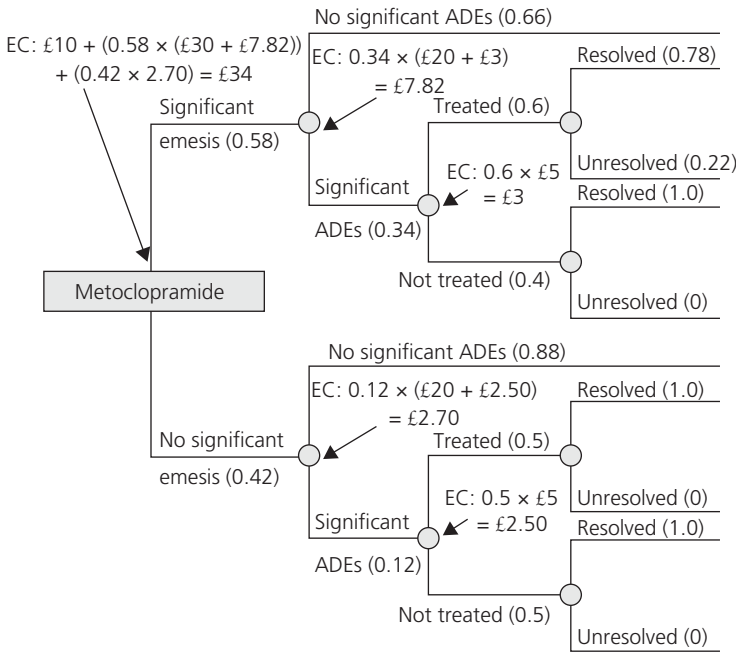 No significant ADEs (0.66)
EC: £10 + (0.58 × (£30 + £7.82))
+ (0.42 × 2.70) = £34
EC: 0.34 × (£20 + £3)
= £7.82
Resolved (0.78)
Significant
emesis (0.58)
Treated (0.6)
Unresolved (0.22)
EC: 0.6 × £5
= £3
Significant
ADEs (0.34)
Resolved (1.0)
Not treated (0.4)
Unresolved (0)
Metoclopramide
No significant ADEs (0.88)
EC: 0.12 × (£20 + £2.50)
= £2.70
Resolved (1.0)
No significant
emesis (0.42)
Treated (0.5)
Unresolved (0)
EC: 0.5 × £5
= £2.50
Significant
ADEs (0.12)
Resolved (1.0)
Not treated (0.5)
Unresolved (0)